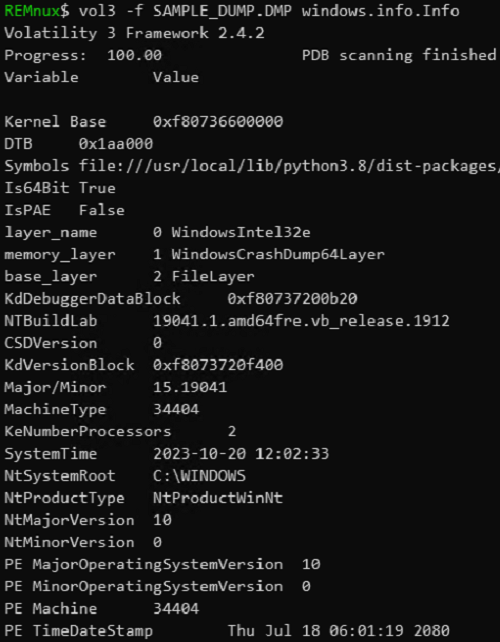 REMnux$ vol3 -f SAMPLE_DUMP.DMP windows.info.Info
Volatility 3 Framework 2.4.2
Progress:  100.00               PDB scanning finished
Variable        Value

Kernel Base     0xf80736600000
DTB     0x1aa000
Symbols file:///usr/local/lib/python3.8/dist-packages/
Is64Bit True
IsPAE   False
layer_name      0 WindowsIntel32e
memory_layer    1 WindowsCrashDump64Layer
base_layer      2 FileLayer
KdDebuggerDataBlock     0xf80737200b20
NTBuildLab      19041.1.amd64fre.vb_release.1912
CSDVersion      0
KdVersionBlock  0xf8073720f400
Major/Minor     15.19041
MachineType     34404
KeNumberProcessors      2
SystemTime      2023-10-20 12:02:33
NtSystemRoot    C:\WINDOWS
NtProductType   NtProductWinNt
NtMajorVersion  10
NtMinorVersion  0
PE MajorOperatingSystemVersion  10
PE MinorOperatingSystemVersion  0
PE Machine      34404
PE TimeDateStamp        Thu Jul 18 06:01:19 2080